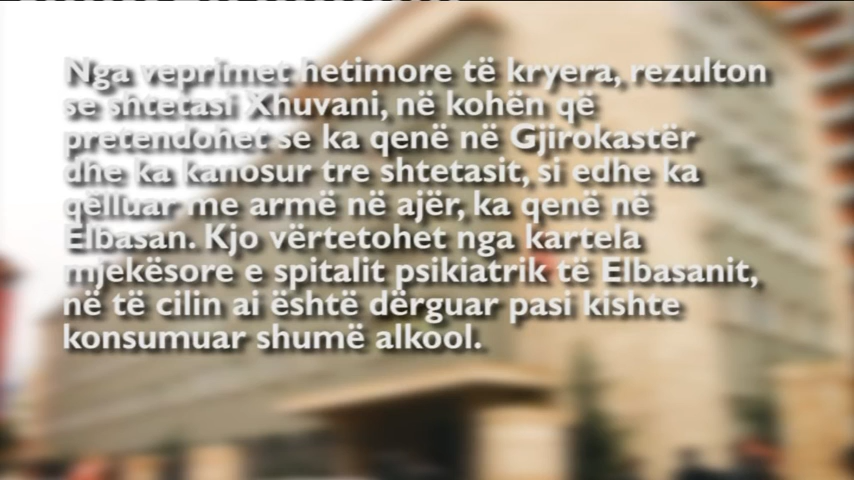 Nga veprimet hetimore të kryera, rezulton
se shtetasi Xhuvani, në kohën që
pretendohet se ka qenë në Gjirokastër
dhe ka kanosur tre shtetasit, si edhe ka
qëlluar me armë në ajër, ka qenë në
Elbasan. Kjo vërtetohet nga kartela
mjekësore e spitalit psikiatrik të Elbasanit,
në të cilin ai është dërguar pasi kishte
konsumuar shumë alkool.